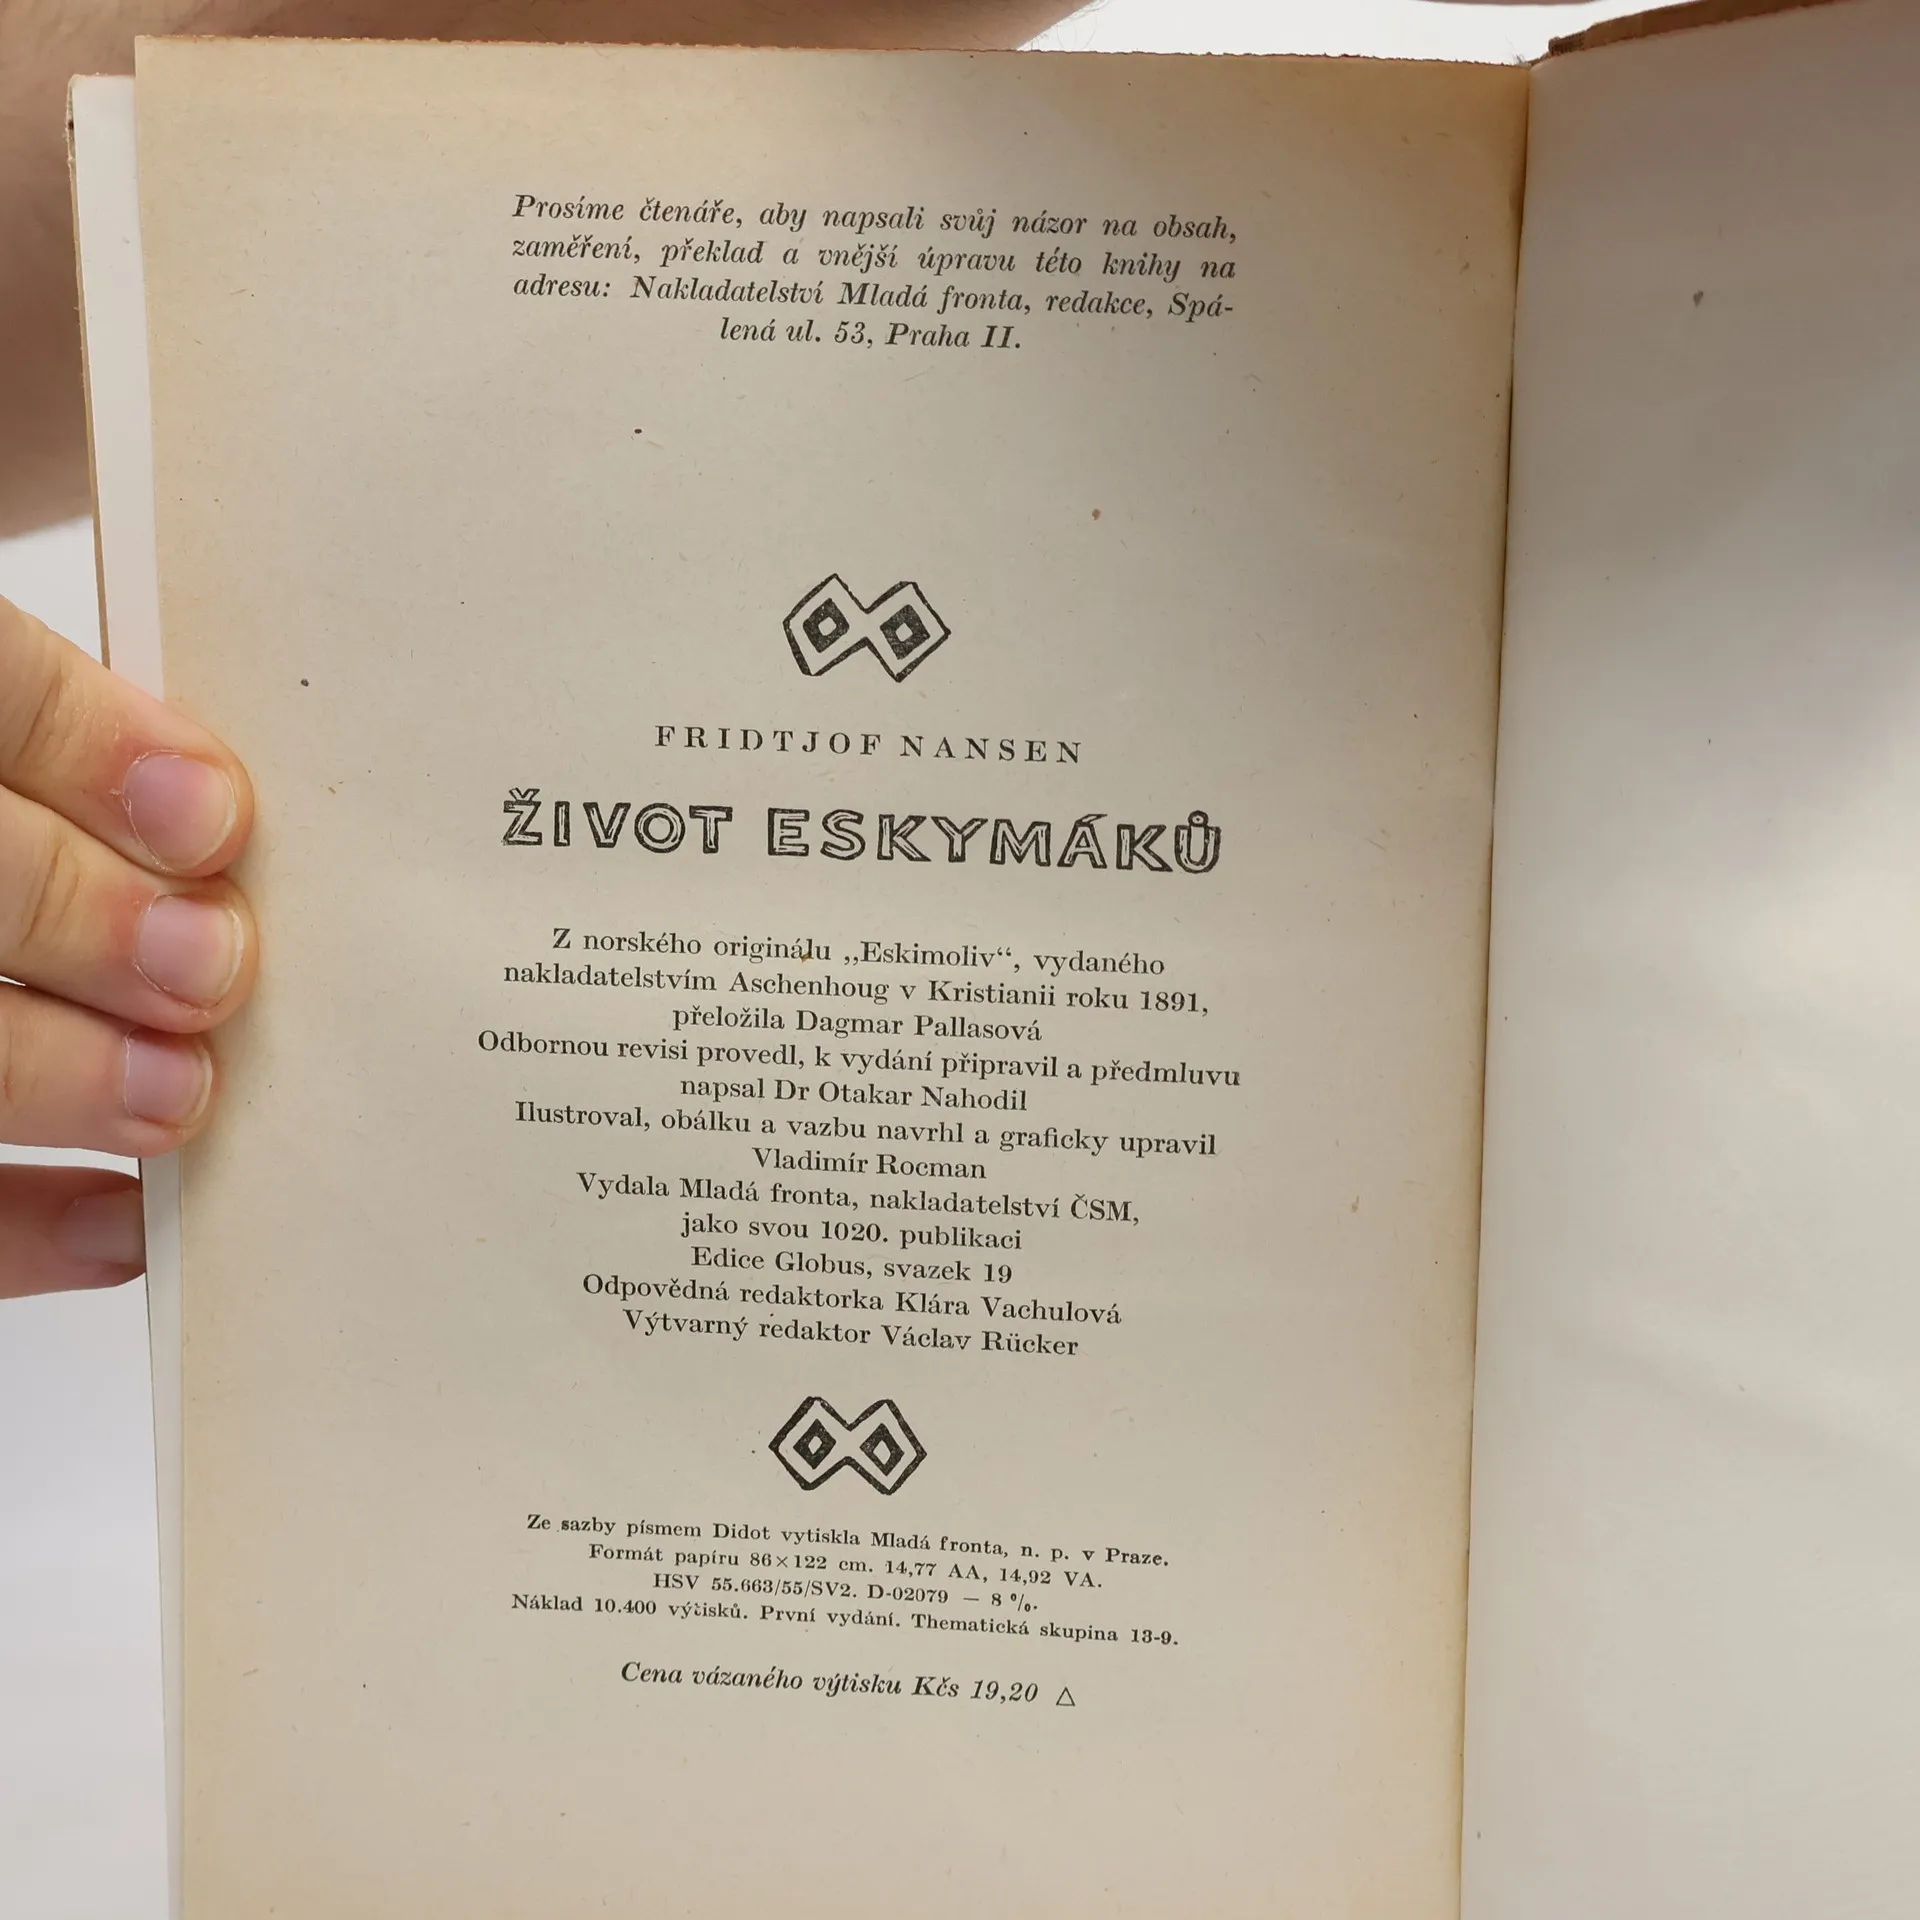 Prosíme čtenáře, aby napsali svůj názor na obsah,
zaměření, překlad a vnější úpravu této knihy na
adresu: Nakladatelství Mladá fronta, redakce, Spá-
lená ul. 53, Praha II.
FRIDTJOF NANSEN
ŽIVOT ESKYMÁKŮ
Z norského originálu „Eskimoliv“, vydaného
nakladatelstvím Aschenhoug v Kristianii roku 1891,
přeložila Dagmar Pallasová
Odbornou revisi provedl, k vydání připravil a předmluvu
napsal Dr Otakar Nahodil
Ilustroval, obálku a vazbu navrhl a graficky upravil
Vladimír Rocman
Vydala Mladá fronta, nakladatelství ČSM,
jako svou 1020. publikaci
Edice Globus, svazek 19
Odpovědná redaktorka Klára Vachulová
Výtvarný redaktor Václav Rücker
Ze sazby písmem Didot vytiskla Mladá fronta, n. p. v Praze.
Formát papíru 86×122 cm. 14,77 AA, 14,92 VA.
HSV 55.663/55/SV2. D-02079 — 8 %.
Náklad 10.400 výtisků. První vydání. Thematická skupina 13-9.
Cena vázaného výtisku Kčs 19,20 △